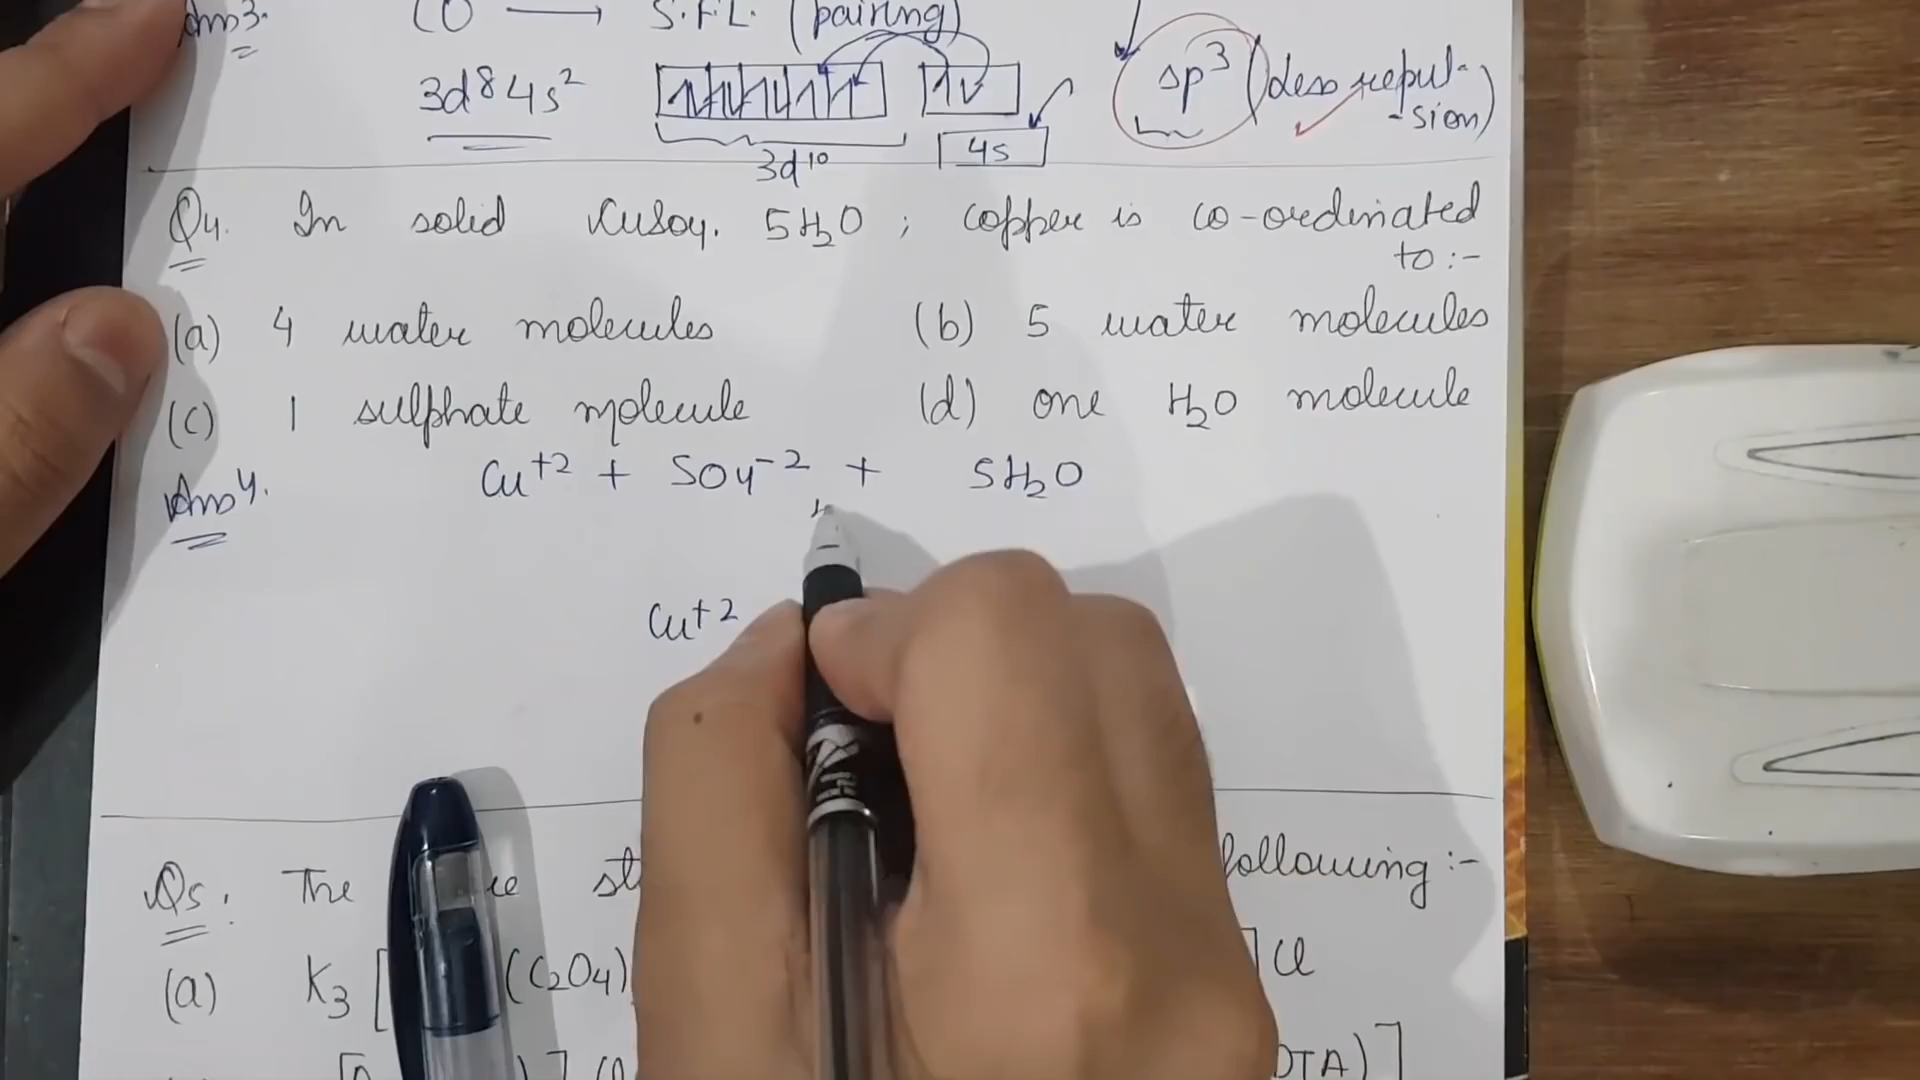 Ans3. CO → S.F.L. (pairing)
3d⁸4s² sp³ (less repul-
-sion)
3d¹⁰ 4s
Q4. In solid CuSO4. 5H₂O ; copper is co-ordinated
to :-
(a) 4 water molecules (b) 5 water molecules
(c) 1 sulphate molecule (d) one H₂O molecule
Ans4. Cu⁺² + SO4⁻² + 5H₂O
Cu⁺²
Q5: The following :-
(a) K₃ [ (C₂O₄) ]Cl